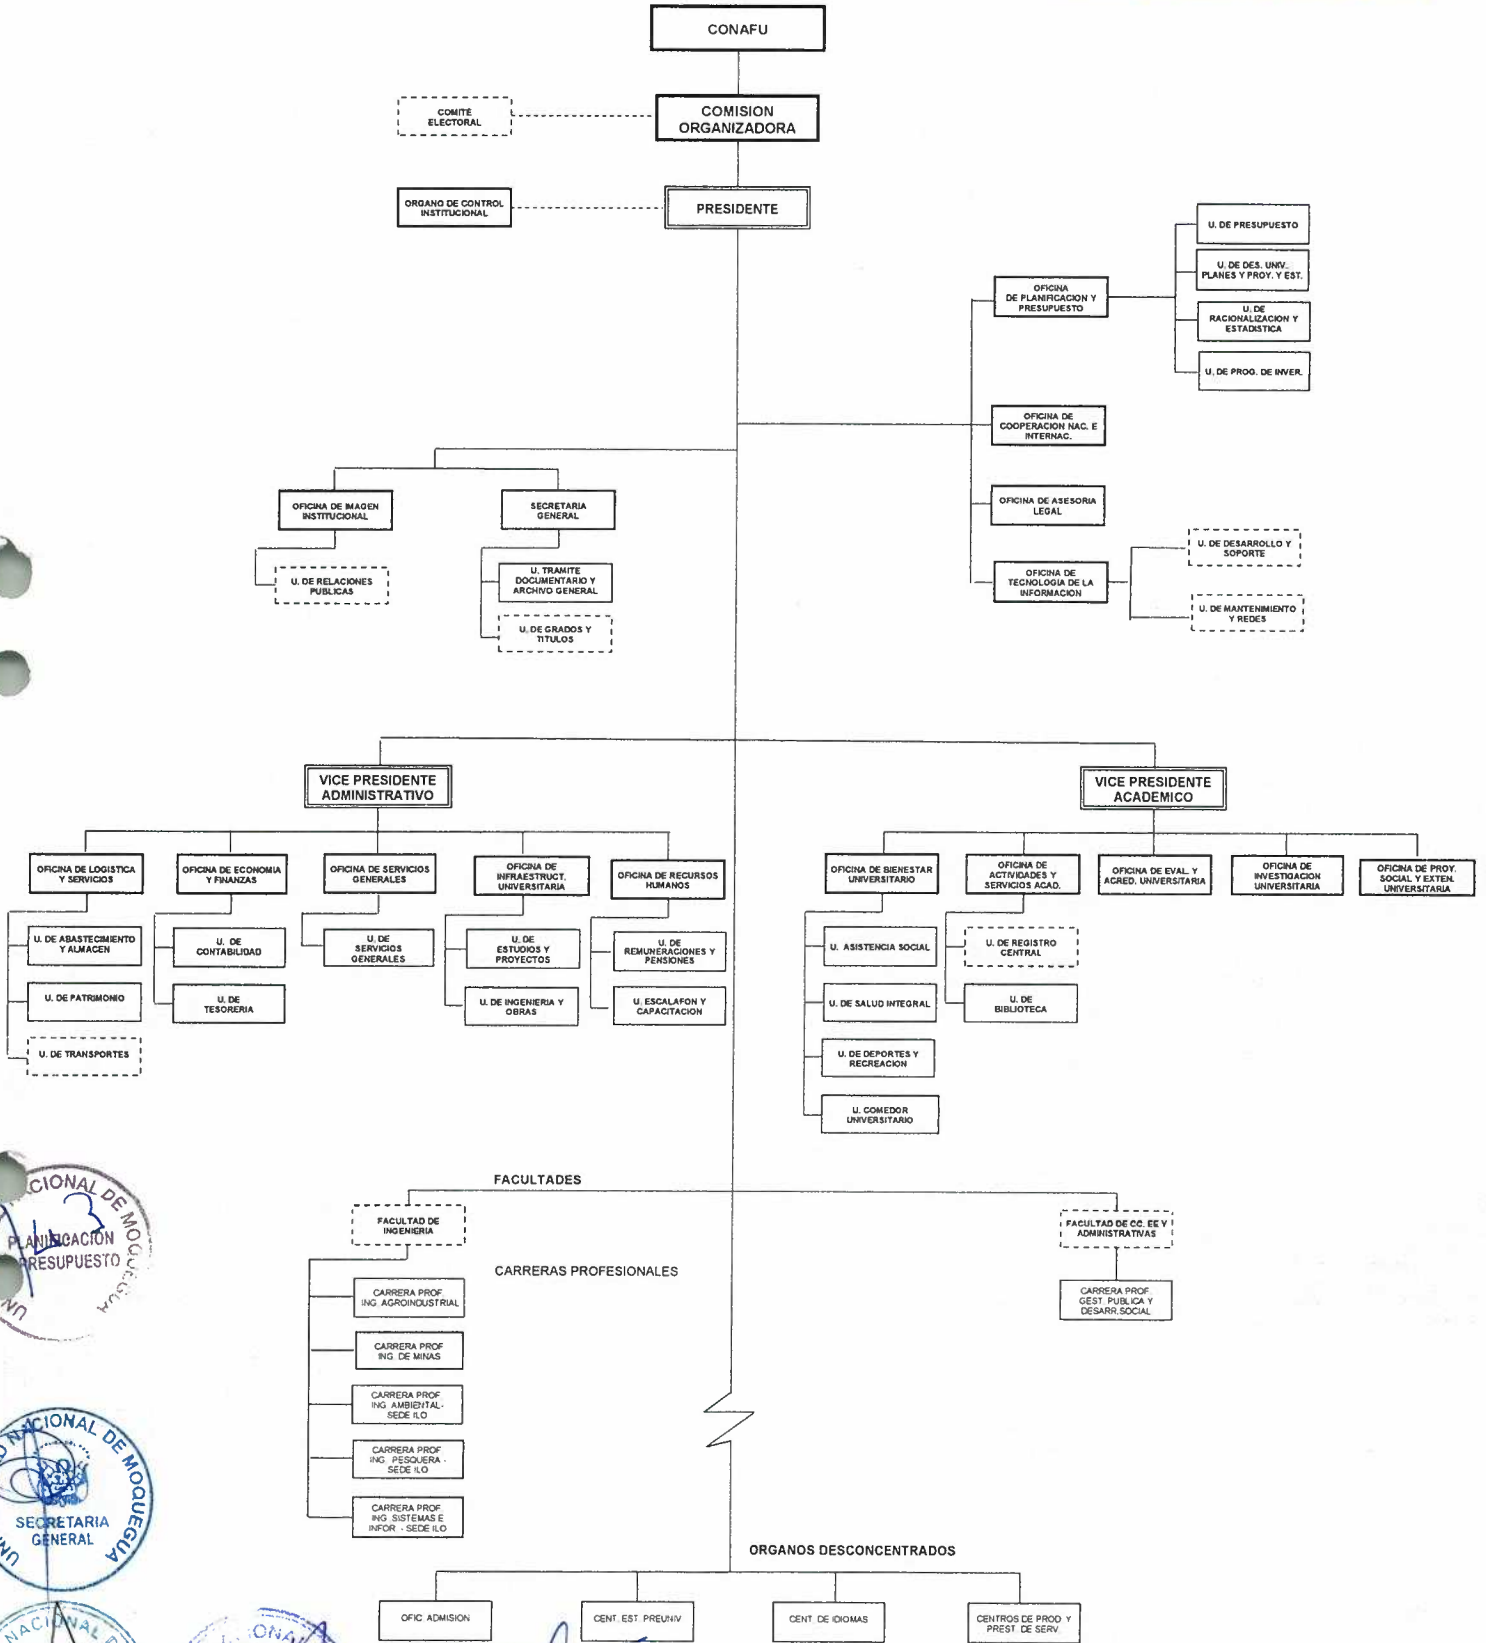 CONAFU
COMITÉ
ELECTORAL
COMISION
ORGANIZADORA
ORGANO DE CONTROL
INSTITUCIONAL
PRESIDENTE
U. DE PRESUPUESTO
U. DE DES. UNIV.,
PLANES Y PROY. Y EST.
OFICINA
DE PLANIFICACION Y
PRESUPUESTO
U. DE
RACIONALIZACION Y
ESTADISTICA
U. DE PROG. DE INVER.
OFICINA DE
COOPERACION NAC. E
INTERNAC.
OFICINA DE IMAGEN
INSTITUCIONAL
SECRETARIA
GENERAL
OFICINA DE ASESORIA
LEGAL
U. DE RELACIONES
PUBLICAS
U. TRAMITE
DOCUMENTARIO Y
ARCHIVO GENERAL
U. DE GRADOS Y
TITULOS
OFICINA DE
TECNOLOGIA DE LA
INFORMACION
U. DE DESARROLLO Y
SOPORTE
U. DE MANTENIMIENTO
Y REDES
VICE PRESIDENTE
ADMINISTRATIVO
VICE PRESIDENTE
ACADEMICO
OFICINA DE LOGISTICA
Y SERVICIOS
OFICINA DE ECONOMIA
Y FINANZAS
OFICINA DE SERVICIOS
GENERALES
OFICINA DE
INFRAESTRUCT.
UNIVERSITARIA
OFICINA DE RECURSOS
HUMANOS
OFICINA DE BIENESTAR
UNIVERSITARIO
OFICINA DE
ACTIVIDADES Y
SERVICIOS ACAD.
OFICINA DE EVAL. Y
ACRED. UNIVERSITARIA
OFICINA DE
INVESTIGACION
UNIVERSITARIA
OFICINA DE PROY.
SOCIAL Y EXTEN.
UNIVERSITARIA
U. DE ABASTECIMIENTO
Y ALMACEN
U. DE
CONTABILIDAD
U. DE
SERVICIOS
GENERALES
U. DE
ESTUDIOS Y
PROYECTOS
U. DE
REMUNERACIONES Y
PENSIONES
U. ASISTENCIA SOCIAL
U. DE REGISTRO
CENTRAL
U. DE PATRIMONIO
U. DE
TESORERIA
U. DE INGENIERIA Y
OBRAS
U. ESCALAFON Y
CAPACITACION
U. DE SALUD INTEGRAL
U. DE
BIBLIOTECA
U. DE TRANSPORTES
U. DE DEPORTES Y
RECREACION
U. COMEDOR
UNIVERSITARIO
FACULTADES
FACULTAD DE
INGENIERIA
FACULTAD DE CC. EE Y
ADMINISTRATIVAS
CARRERAS PROFESIONALES
CARRERA PROF.
ING. AGROINDUSTRIAL
CARRERA PROF.
GEST. PUBLICA Y
DESARR.SOCIAL
CARRERA PROF
ING. DE MINAS
CARRERA PROF
ING. AMBIENTAL-
SEDE ILO
CARRERA PROF
ING. PESQUERA -
SEDE ILO
CARRERA PROF.
ING. SISTEMAS E
INFOR - SEDE ILO
ORGANOS DESCONCENTRADOS
OFIC ADMISION
CENT. EST. PREUNIV
CENT. DE IDIOMAS
CENTROS DE PROD. Y
PREST. DE SERV.
CIONAL DE MOQUEGUA
PLANIFICACIÓN
PRESUPUESTO
NACIONAL DE MOQUEGUA
SECRETARIA
GENERAL
NACIONAL